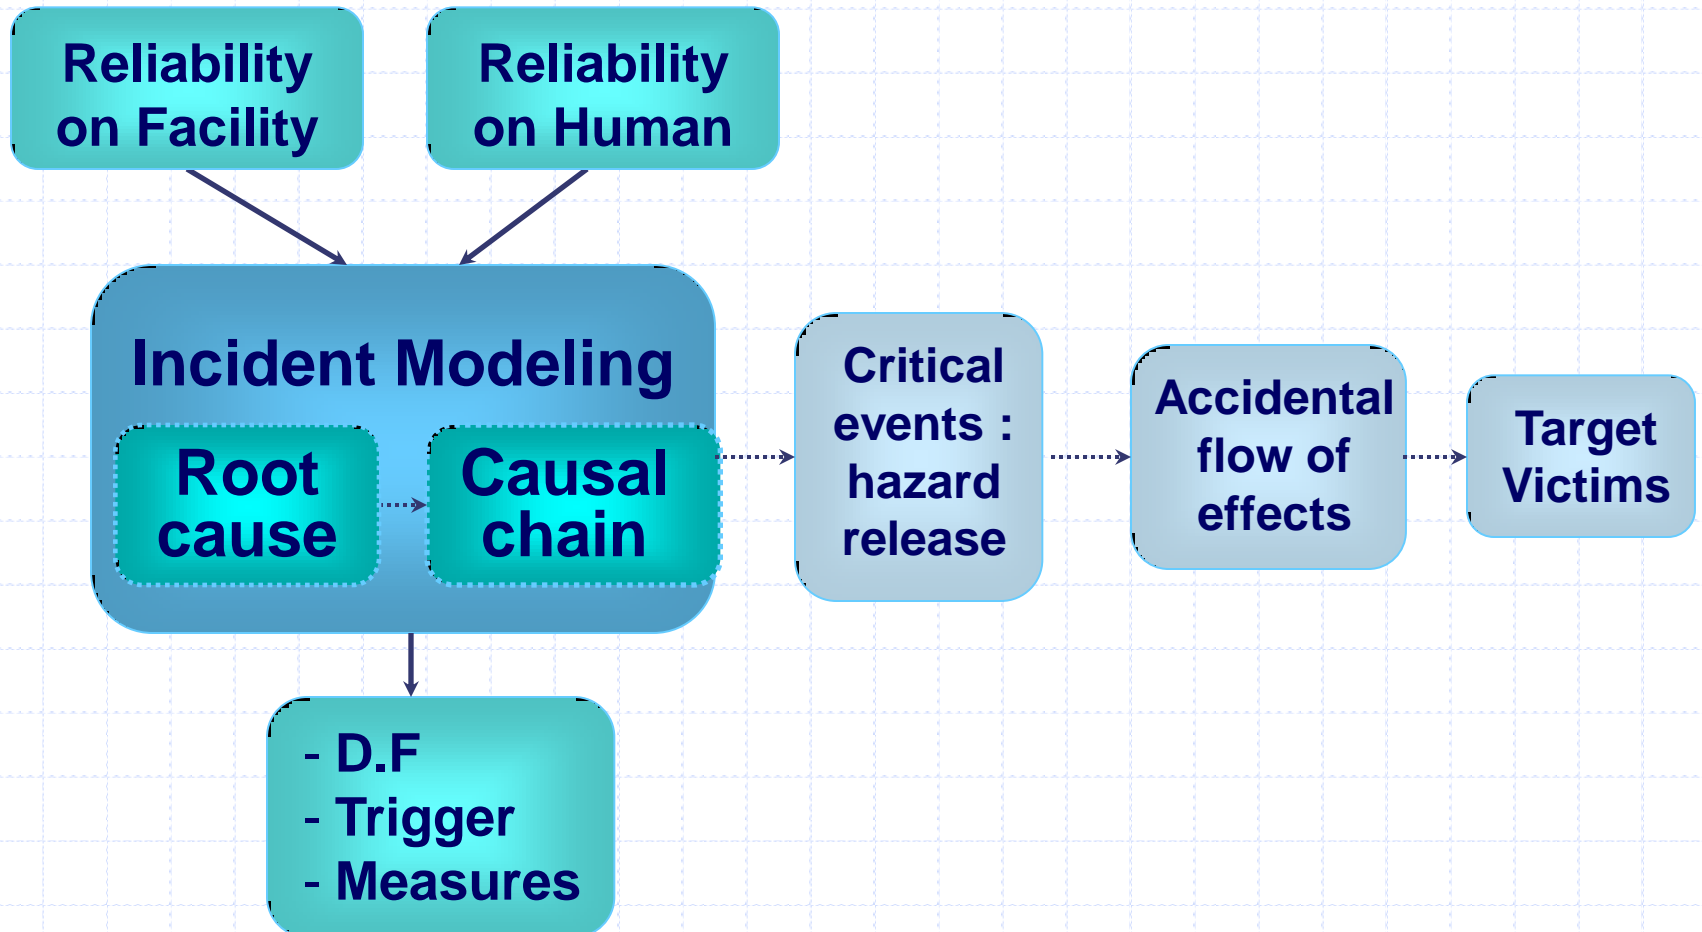 Reliability
on Facility
Reliability
on Human
Incident Modeling
Root
cause
Causal
chain
Critical
events :
hazard
release
Accidental
flow of
effects
Target
Victims
- D.F
- Trigger
- Measures